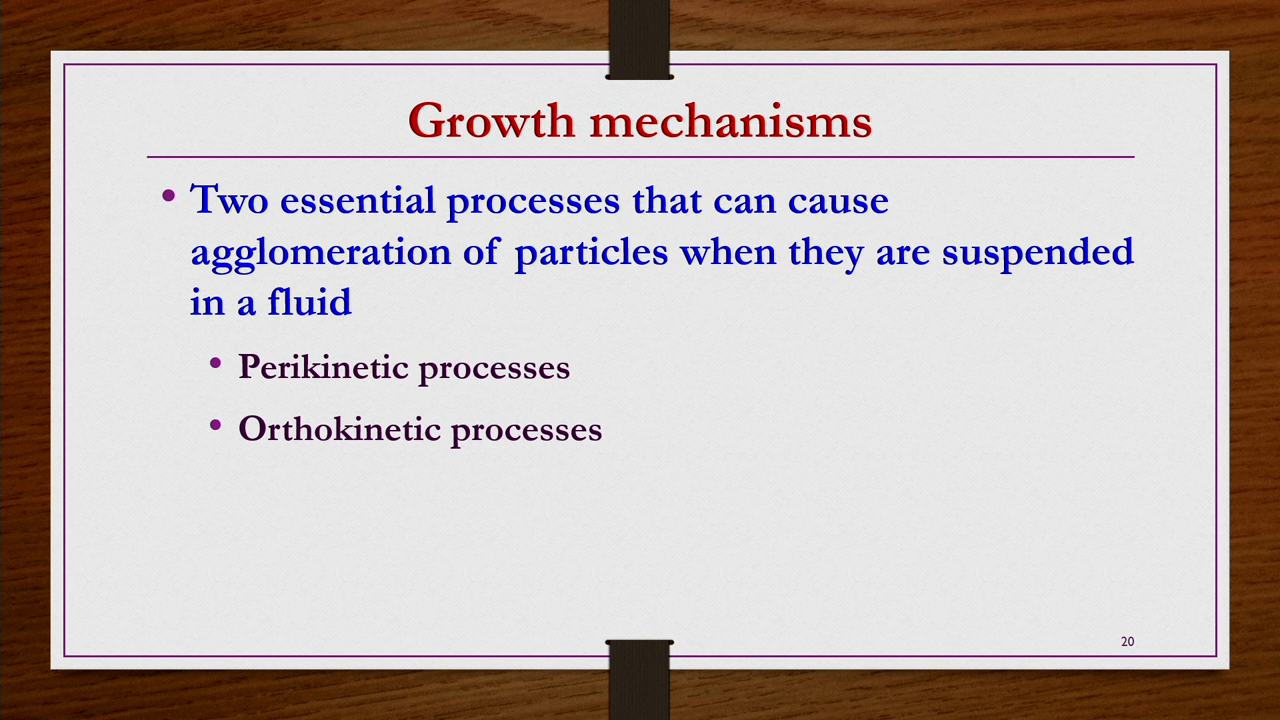 Growth mechanisms
• Two essential processes that can cause
agglomeration of particles when they are suspended
in a fluid
• Perikinetic processes
• Orthokinetic processes
20